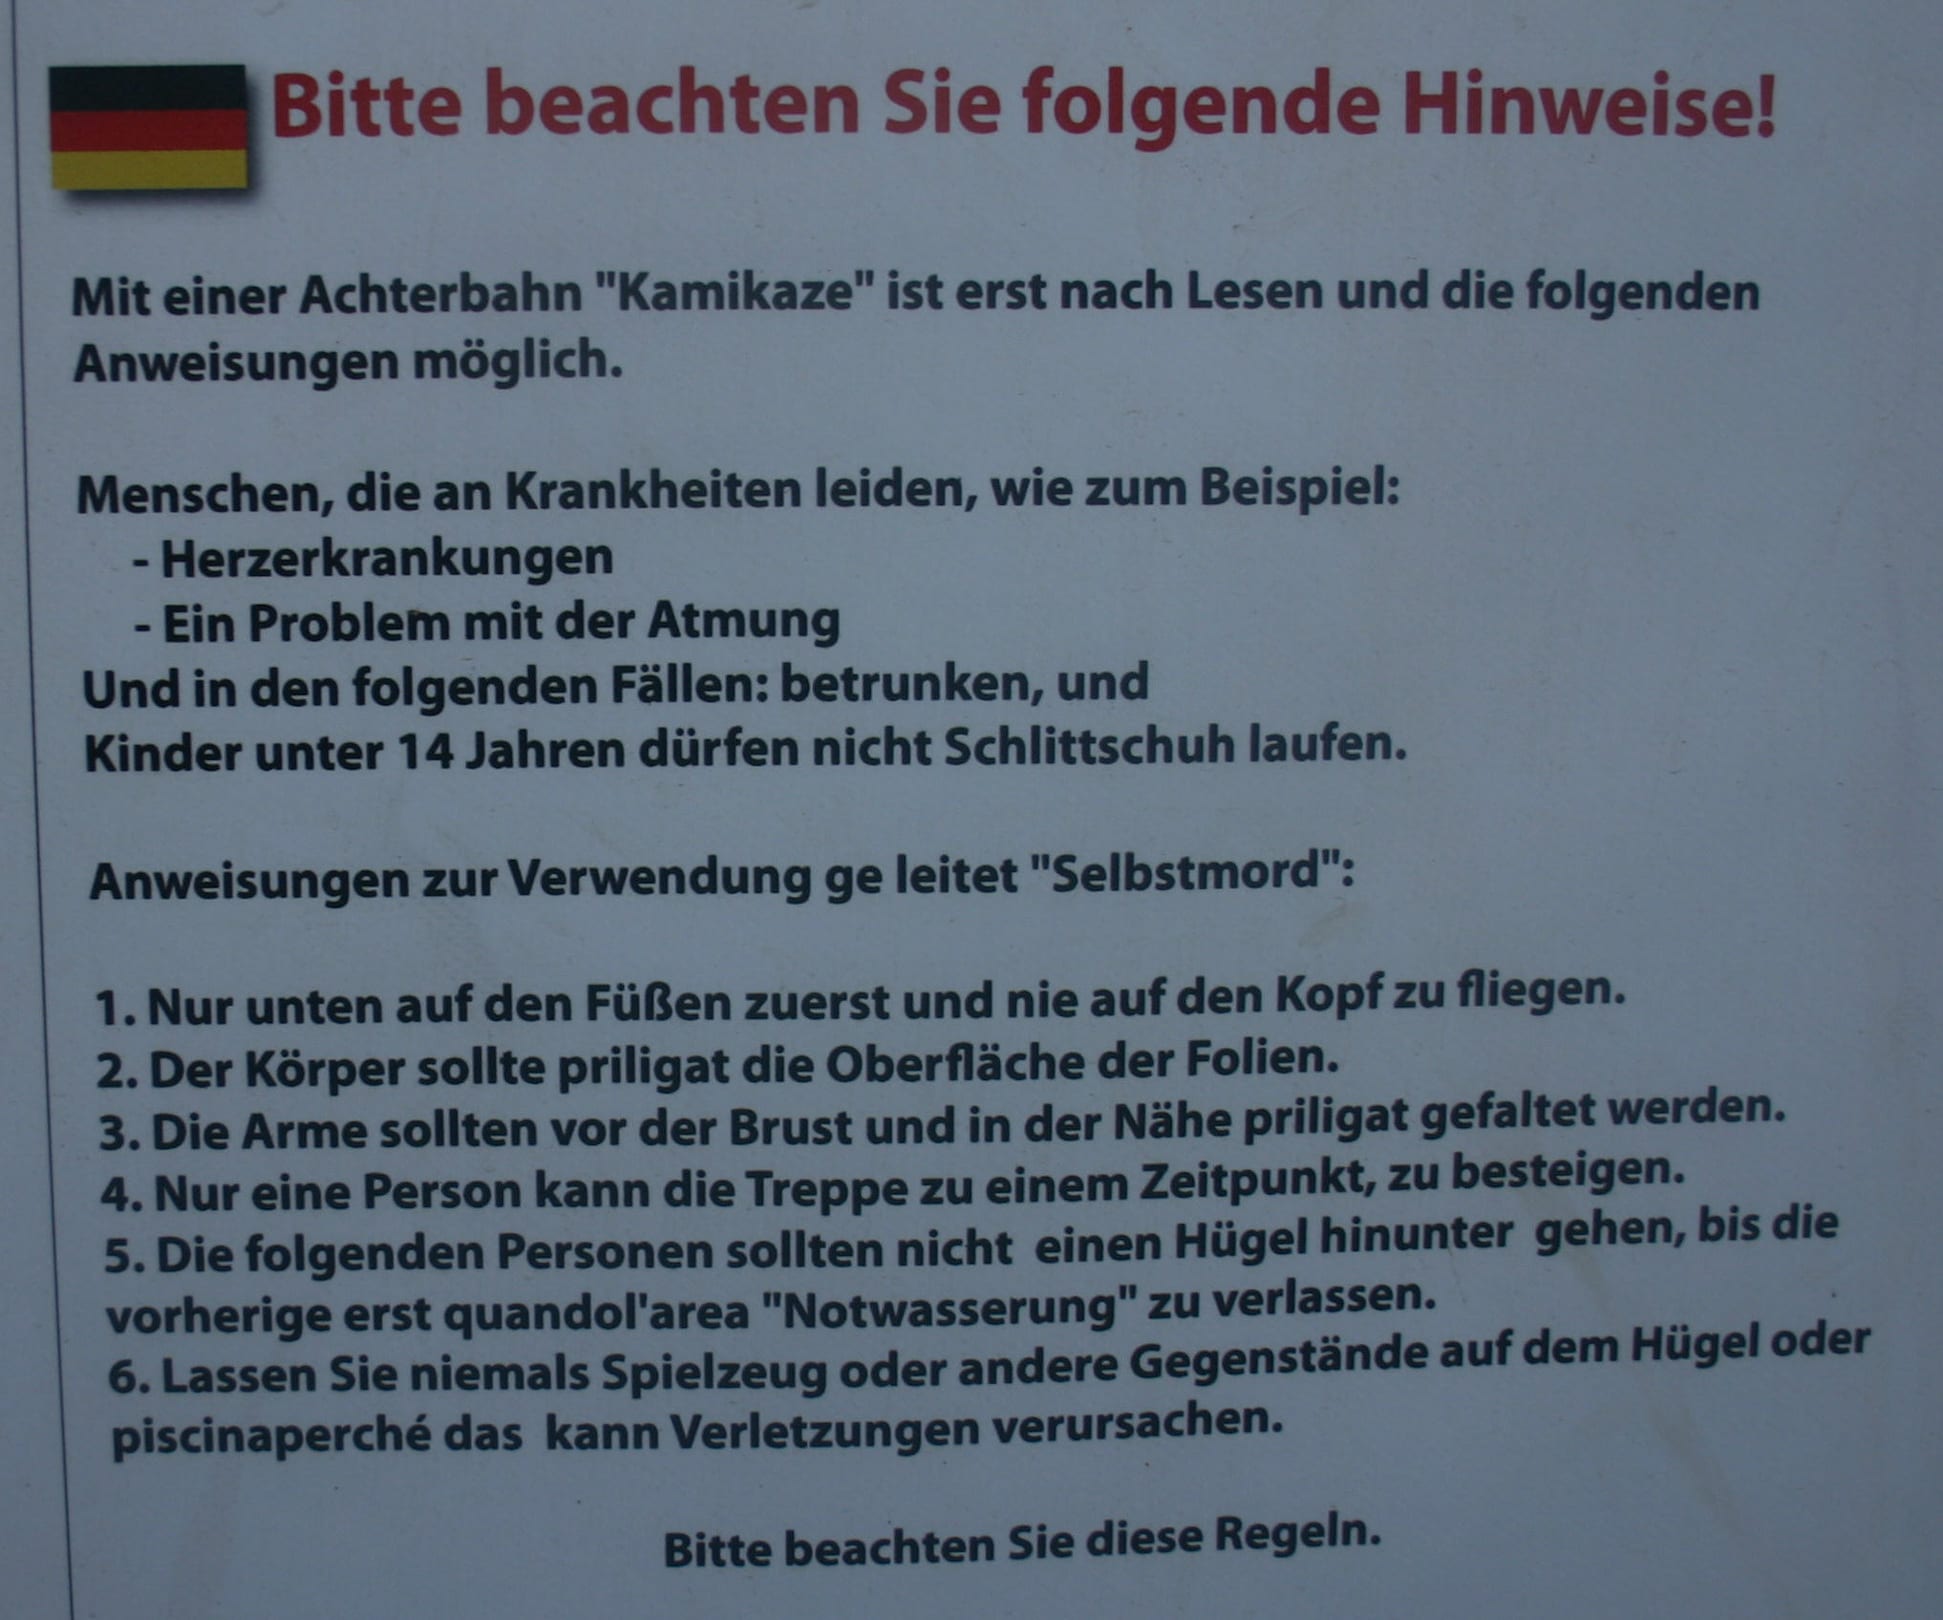 Bitte beachten Sie folgende Hinweise!
Mit einer Achterbahn "Kamikaze" ist erst nach Lesen und die folgenden
Anweisungen möglich.
Menschen, die an Krankheiten leiden, wie zum Beispiel:
- Herzerkrankungen
- Ein Problem mit der Atmung
Und in den folgenden Fällen: betrunken, und
Kinder unter 14 Jahren dürfen nicht Schlittschuh laufen.
Anweisungen zur Verwendung ge leitet "Selbstmord":
1. Nur unten auf den Füßen zuerst und nie auf den Kopf zu fliegen.
2. Der Körper sollte priligat die Oberfläche der Folien.
3. Die Arme sollten vor der Brust und in der Nähe priligat gefaltet werden.
4. Nur eine Person kann die Treppe zu einem Zeitpunkt, zu besteigen.
5. Die folgenden Personen sollten nicht einen Hügel hinunter gehen, bis die
vorherige erst quandol'area "Notwasserung" zu verlassen.
6. Lassen Sie niemals Spielzeug oder andere Gegenstände auf dem Hügel oder
piscinaperché das kann Verletzungen verursachen.
Bitte beachten Sie diese Regeln.